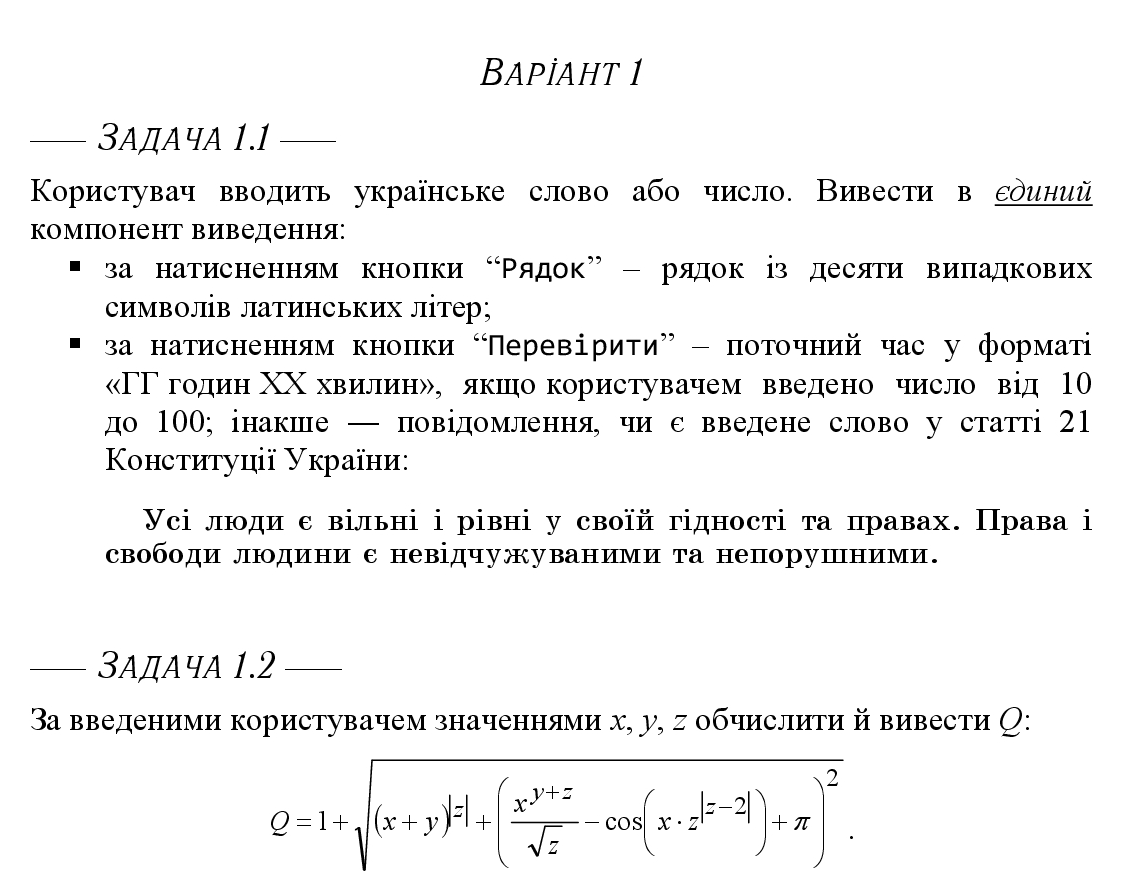 ВАРІАНТ 1
—— ЗАДАЧА 1.1 ——
Користувач вводить українське слово або число. Вивести в єдиний
компонент виведення:
▪ за натисненням кнопки “Рядок” – рядок із десяти випадкових
символів латинських літер;
▪ за натисненням кнопки “Перевірити” – поточний час у форматі
«ГГ годин ХХ хвилин», якщо користувачем введено число від 10
до 100; інакше — повідомлення, чи є введене слово у статті 21
Конституції України:
Усі люди є вільні і рівні у своїй гідності та правах. Права і
свободи людини є невідчужуваними та непорушними.
—— ЗАДАЧА 1.2 ——
За введеними користувачем значеннями x, y, z обчислити й вивести Q:
Q = 1 + √((x + y)^|z| + (x^(y+z)/√z − cos(x · z^|z−2|) + π)^2) .